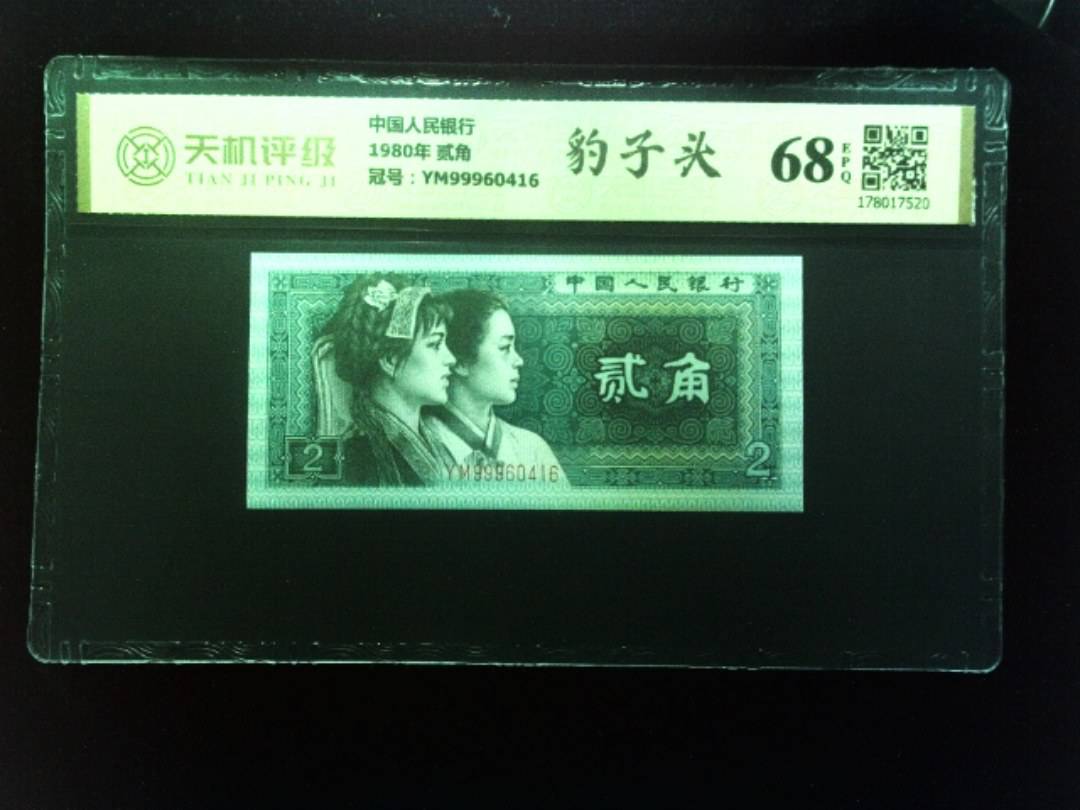 天机评级
TIAN JI PING JI
中国人民银行
1980年 贰角
冠号：YM99960416
豹子头
68
EPQ
178017520
中国人民银行
贰角
2
2
YM99960416